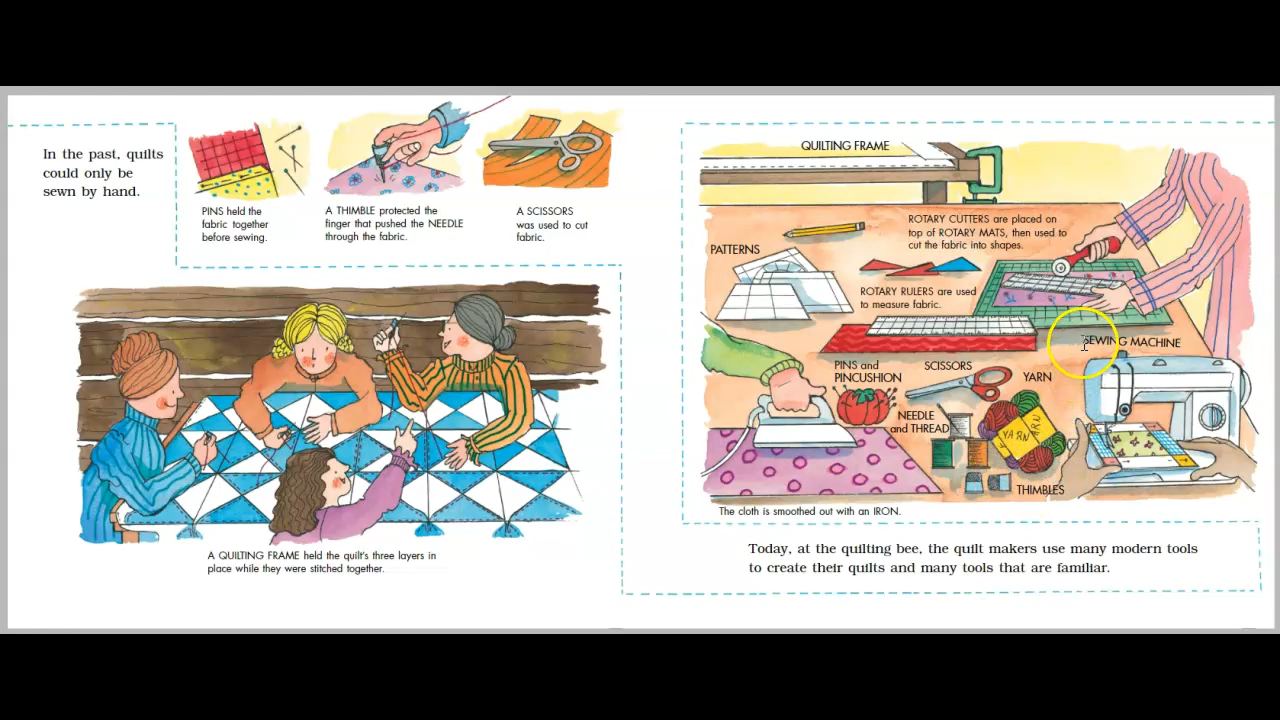 In the past, quilts
could only be
sewn by hand.
PINS held the
fabric together
before sewing.
A THIMBLE protected the
finger that pushed the NEEDLE
through the fabric.
A SCISSORS
was used to cut
fabric.
A QUILTING FRAME held the quilt's three layers in
place while they were stitched together.
QUILTING FRAME
ROTARY CUTTERS are placed on
top of ROTARY MATS, then used to
cut the fabric into shapes.
PATTERNS
ROTARY RULERS are used
to measure fabric.
SEWING MACHINE
PINS and
PINCUSHION
SCISSORS
YARN
NEEDLE
and THREAD
YARN
YARN
THIMBLES
The cloth is smoothed out with an IRON.
Today, at the quilting bee, the quilt makers use many modern tools
to create their quilts and many tools that are familiar.